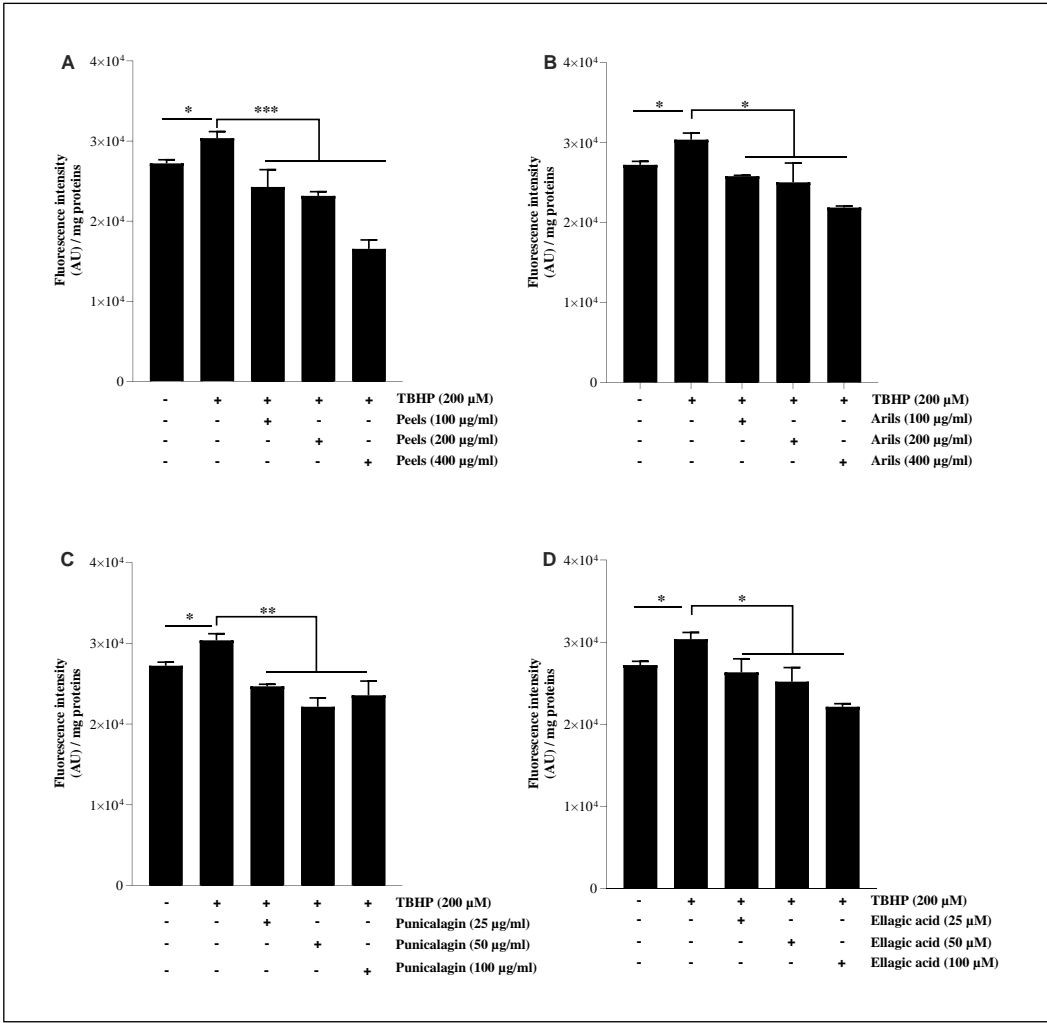 A
Fluorescence intensity
(AU) / mg proteins
4×10⁴
3×10⁴
2×10⁴
1×10⁴
0
* ***
- + + + + TBHP (200 µM)
- - + - - Peels (100 µg/ml)
- - - + - Peels (200 µg/ml)
- - - - + Peels (400 µg/ml)
B
Fluorescence intensity
(AU) / mg proteins
4×10⁴
3×10⁴
2×10⁴
1×10⁴
0
* *
- + + + + TBHP (200 µM)
- - + - - Arils (100 µg/ml)
- - - + - Arils (200 µg/ml)
- - - - + Arils (400 µg/ml)
C
Fluorescence intensity
(AU) / mg proteins
4×10⁴
3×10⁴
2×10⁴
1×10⁴
0
* **
- + + + + TBHP (200 µM)
- - + - - Punicalagin (25 µg/ml)
- - - + - Punicalagin (50 µg/ml)
- - - - + Punicalagin (100 µg/ml)
D
Fluorescence intensity
(AU) / mg proteins
4×10⁴
3×10⁴
2×10⁴
1×10⁴
0
* *
- + + + + TBHP (200 µM)
- - + - - Ellagic acid (25 µM)
- - - + - Ellagic acid (50 µM)
- - - - + Ellagic acid (100 µM)